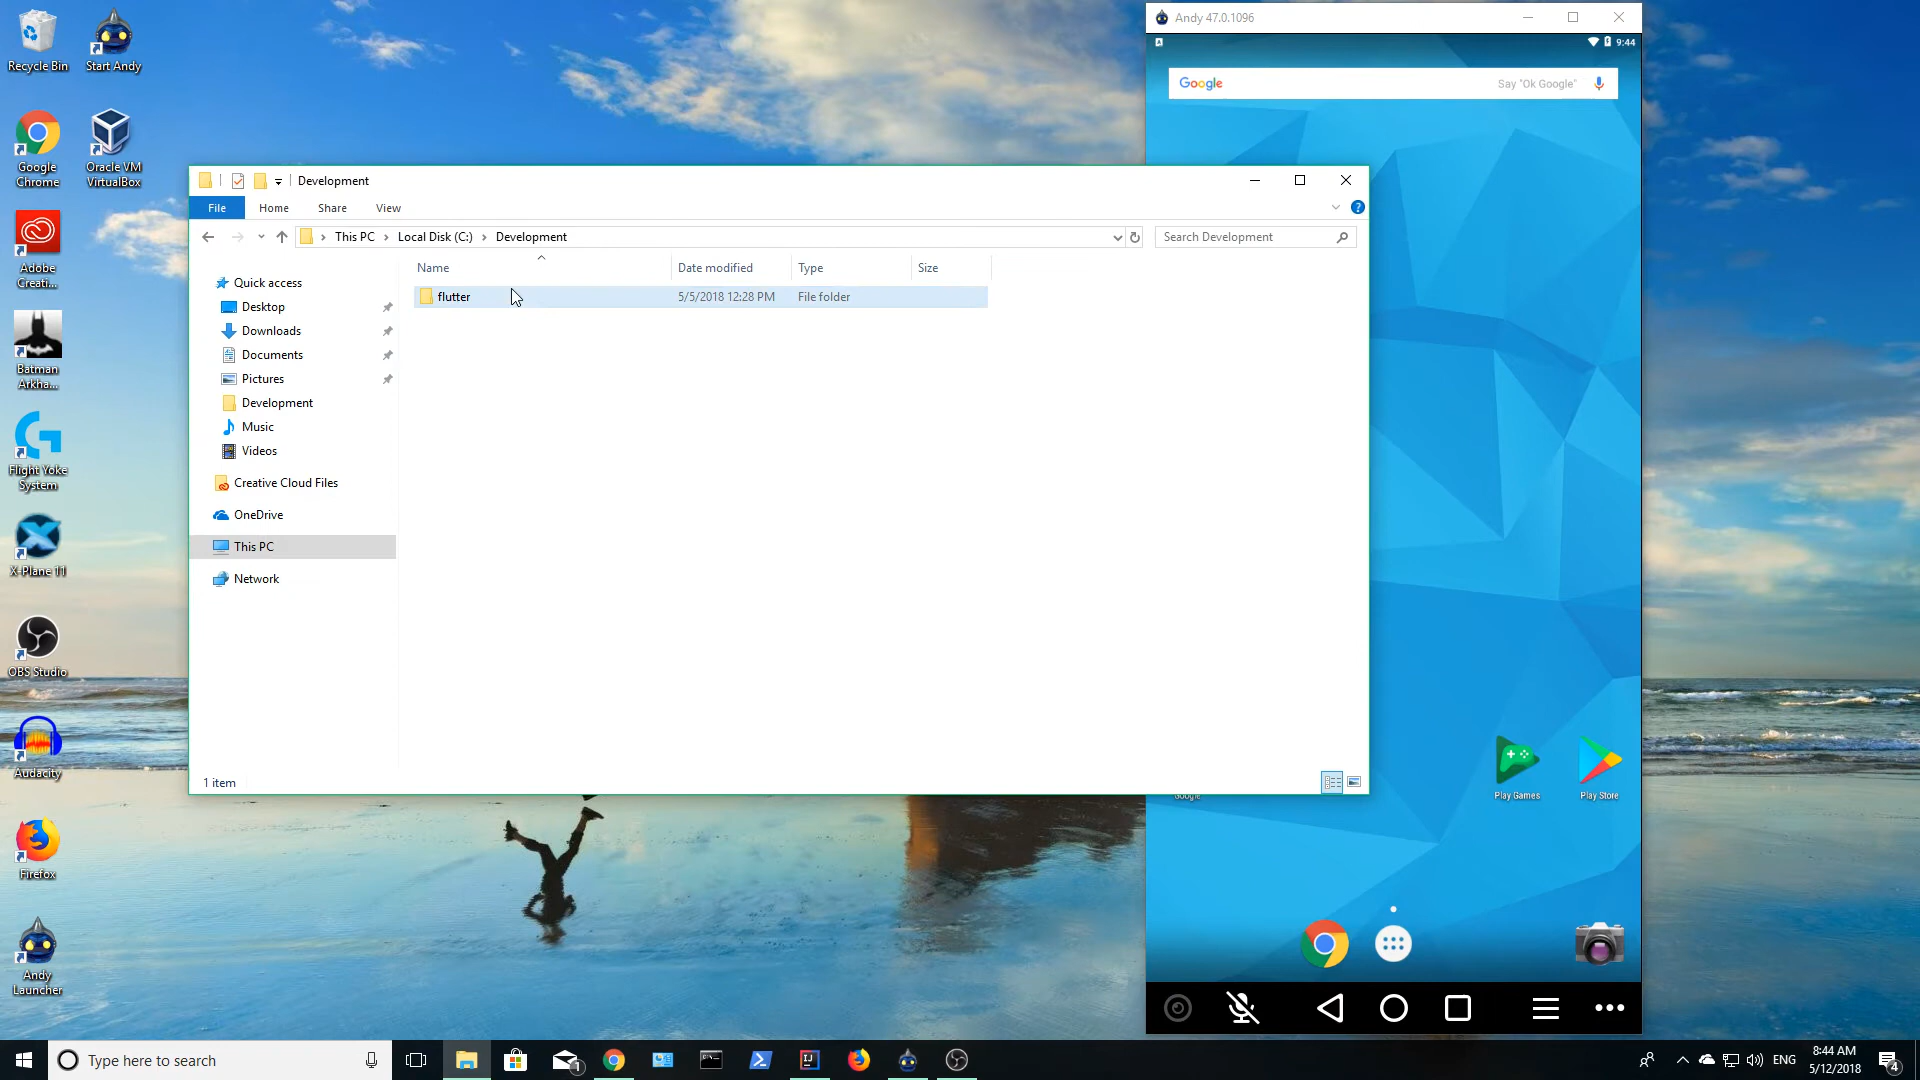 Recycle Bin
Start Andy
Google Chrome
Oracle VM VirtualBox
Adobe Creati...
Batman Arkha...
Flight Yoke System
X-Plane 11
OBS Studio
Audacity
Firefox
Andy Launcher
Andy 47.0.1096
9:44
Google
Say "Ok Google"
Development
File
Home
Share
View
This PC
Local Disk (C:)
Development
Search Development
Name
Date modified
Type
Size
flutter
5/5/2018 12:28 PM
File folder
Quick access
Desktop
Downloads
Documents
Pictures
Development
Music
Videos
Creative Cloud Files
OneDrive
This PC
Network
1 item
Google
Play Games
Play Store
Type here to search
1
ENG
8:44 AM
5/12/2018
4